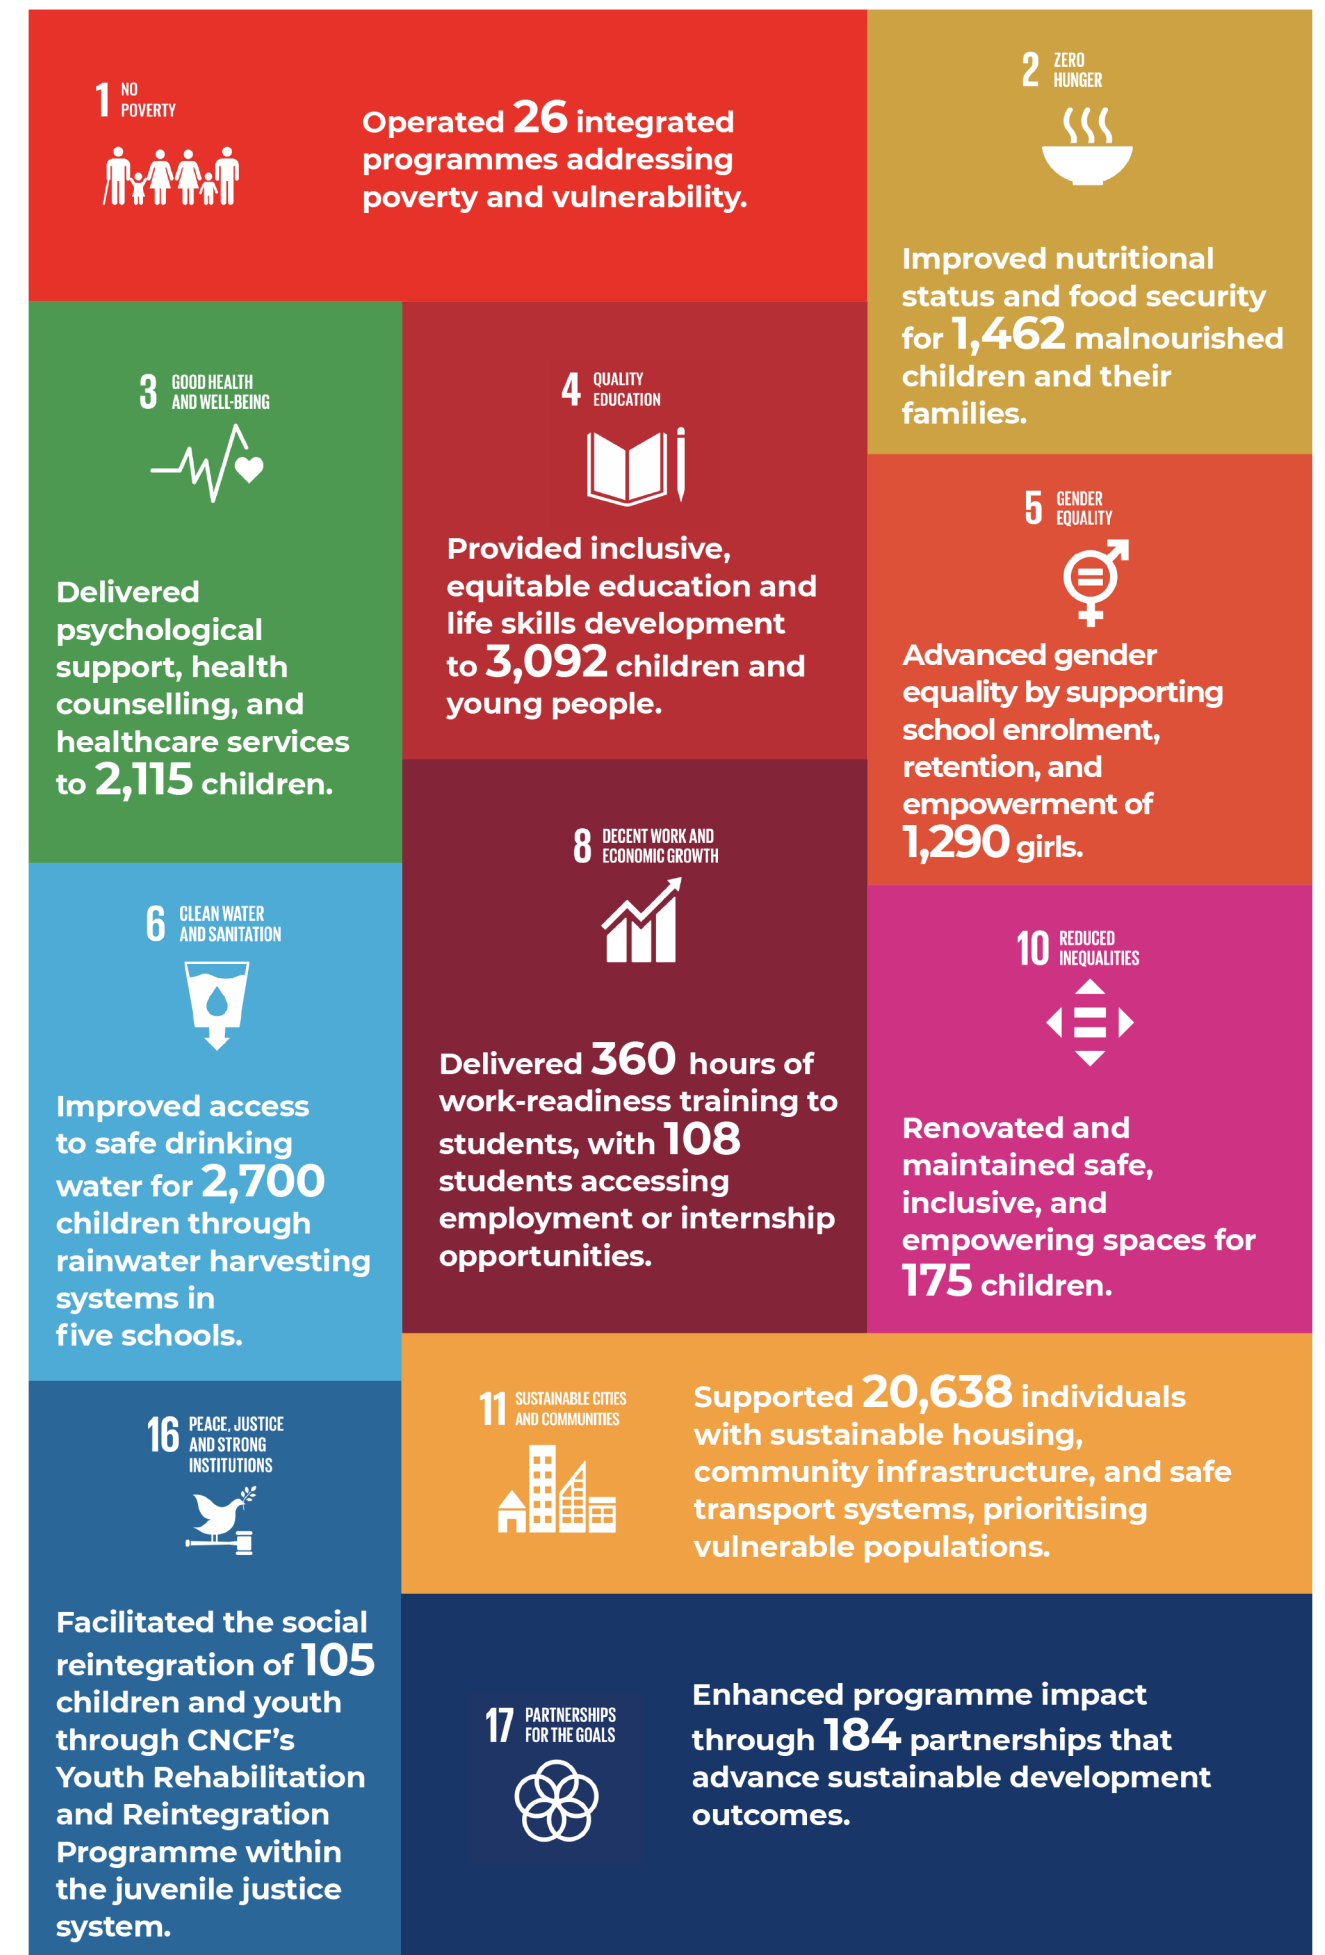 1 NO
POVERTY
Operated 26 integrated
programmes addressing
poverty and vulnerability.
2 ZERO
HUNGER
Improved nutritional
status and food security
for 1,462 malnourished
children and their
families.
3 GOOD HEALTH
AND WELL-BEING
Delivered
psychological
support, health
counselling, and
healthcare services
to 2,115 children.
4 QUALITY
EDUCATION
Provided inclusive,
equitable education and
life skills development
to 3,092 children and
young people.
5 GENDER
EQUALITY
Advanced gender
equality by supporting
school enrolment,
retention, and
empowerment of
1,290 girls.
6 CLEAN WATER
AND SANITATION
Improved access
to safe drinking
water for 2,700
children through
rainwater harvesting
systems in
five schools.
8 DECENT WORK AND
ECONOMIC GROWTH
Delivered 360 hours of
work-readiness training to
students, with 108
students accessing
employment or internship
opportunities.
10 REDUCED
INEQUALITIES
Renovated and
maintained safe,
inclusive, and
empowering spaces for
175 children.
11 SUSTAINABLE CITIES
AND COMMUNITIES
Supported 20,638 individuals
with sustainable housing,
community infrastructure, and safe
transport systems, prioritising
vulnerable populations.
16 PEACE, JUSTICE
AND STRONG
INSTITUTIONS
Facilitated the social
reintegration of 105
children and youth
through CNCF's
Youth Rehabilitation
and Reintegration
Programme within
the juvenile justice
system.
17 PARTNERSHIPS
FOR THE GOALS
Enhanced programme impact
through 184 partnerships that
advance sustainable development
outcomes.